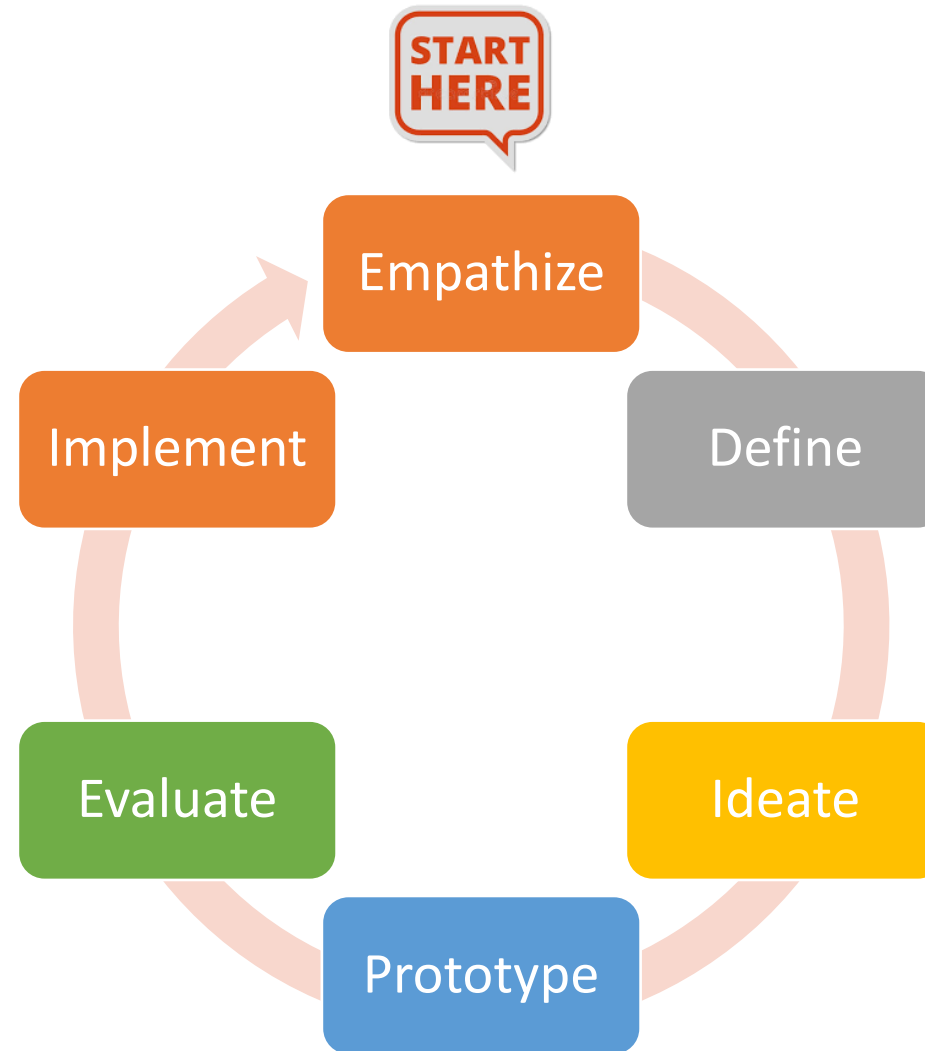 START
HERE
Empathize
Define
Ideate
Prototype
Evaluate
Implement